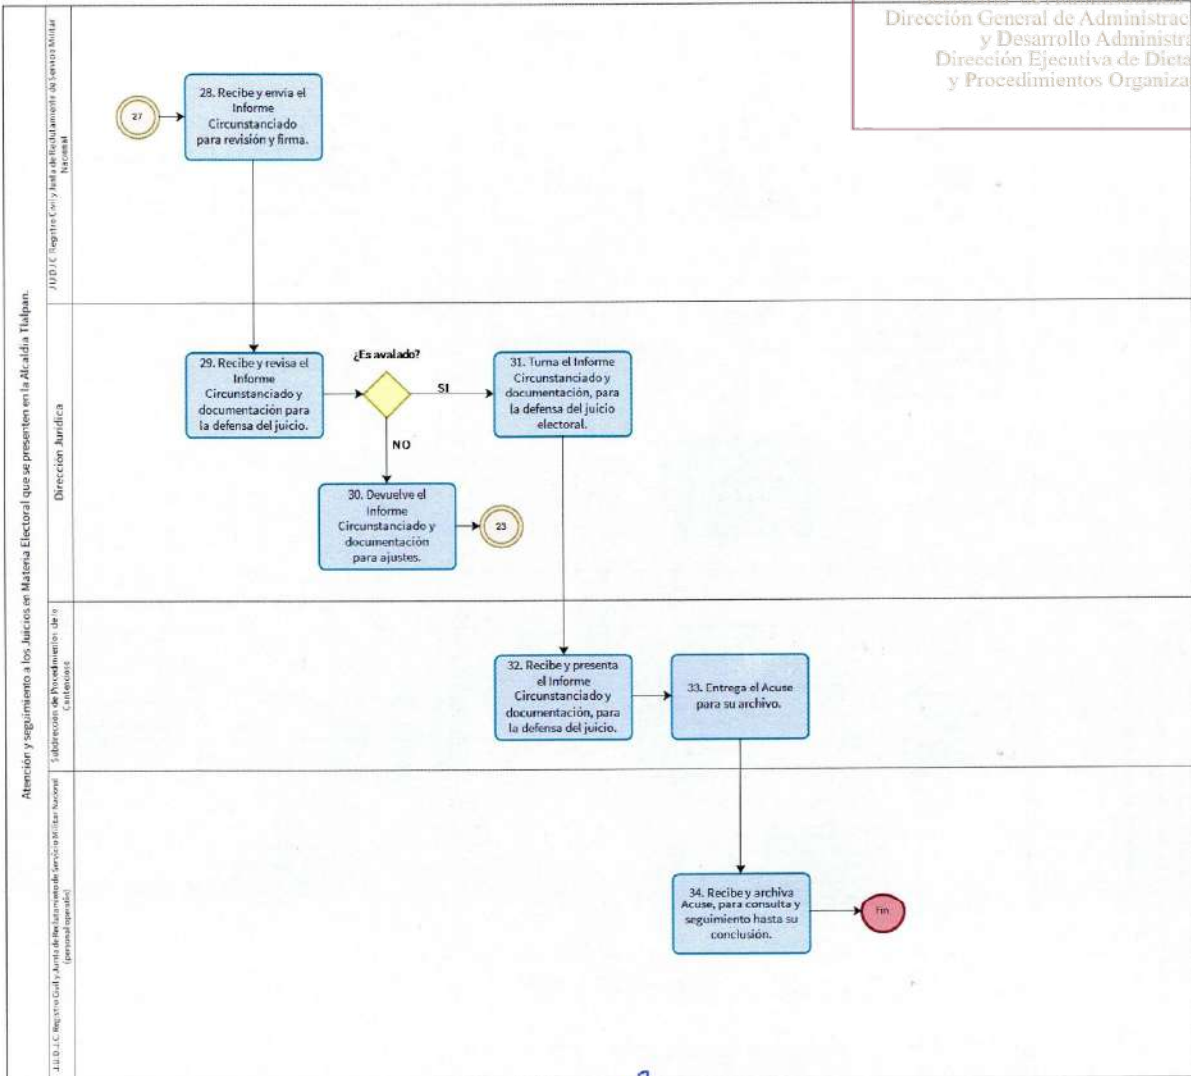 Dirección General de Administrac
y Desarrollo Administra
Dirección Ejecutiva de Dicta
y Procedimientos Organiza
Atención y seguimiento a los Juicios en Materia Electoral que se presenten en la Alcaldía Tlalpan.
J.U.D.J.C. Registro Civil y Junta de Reclutamiento de Servicio Militar
Nacional
27
28. Recibe y envía el
Informe
Circunstanciado
para revisión y firma.
Dirección Jurídica
29. Recibe y revisa el
Informe
Circunstanciado y
documentación para
la defensa del juicio.
¿Es avalado?
SI
NO
31. Turna el Informe
Circunstanciado y
documentación, para
la defensa del juicio
electoral.
30. Devuelve el
Informe
Circunstanciado y
documentación
para ajustes.
23
Subdirección de Procedimientos de lo
Contencioso
32. Recibe y presenta
el Informe
Circunstanciado y
documentación, para
la defensa del juicio.
33. Entrega el Acuse
para su archivo.
J.U.D.J.C. Registro Civil y Junta de Reclutamiento de Servicio Militar Nacional
(personal operativo)
34. Recibe y archiva
Acuse, para consulta y
seguimiento hasta su
conclusión.
Fin